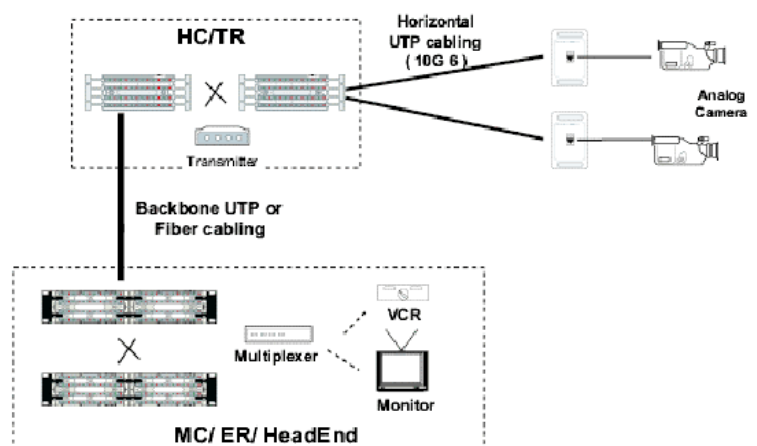 HC/TR
Horizontal
UTP cabling
( 10G 6 )
Analog
Camera
Transmitter
Backbone UTP or
Fiber cabling
VCR
Multiplexer
Monitor
MC/ ER/ HeadEnd